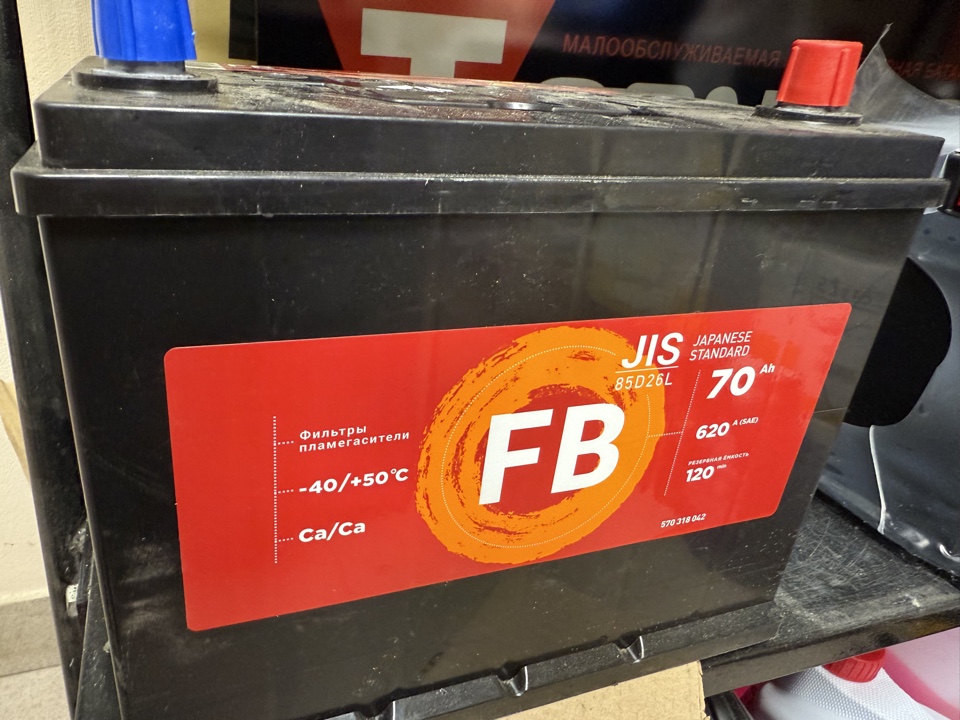 МАЛООБСЛУЖИВАЕМАЯ
JIS JAPANESE STANDARD
85D26L
70 Ah
FB
620 A (SAE)
РЕЗЕРВНАЯ ЁМКОСТЬ
120 min
570 318 042
Фильтры
пламегасители
-40/+50°C
Ca/Ca